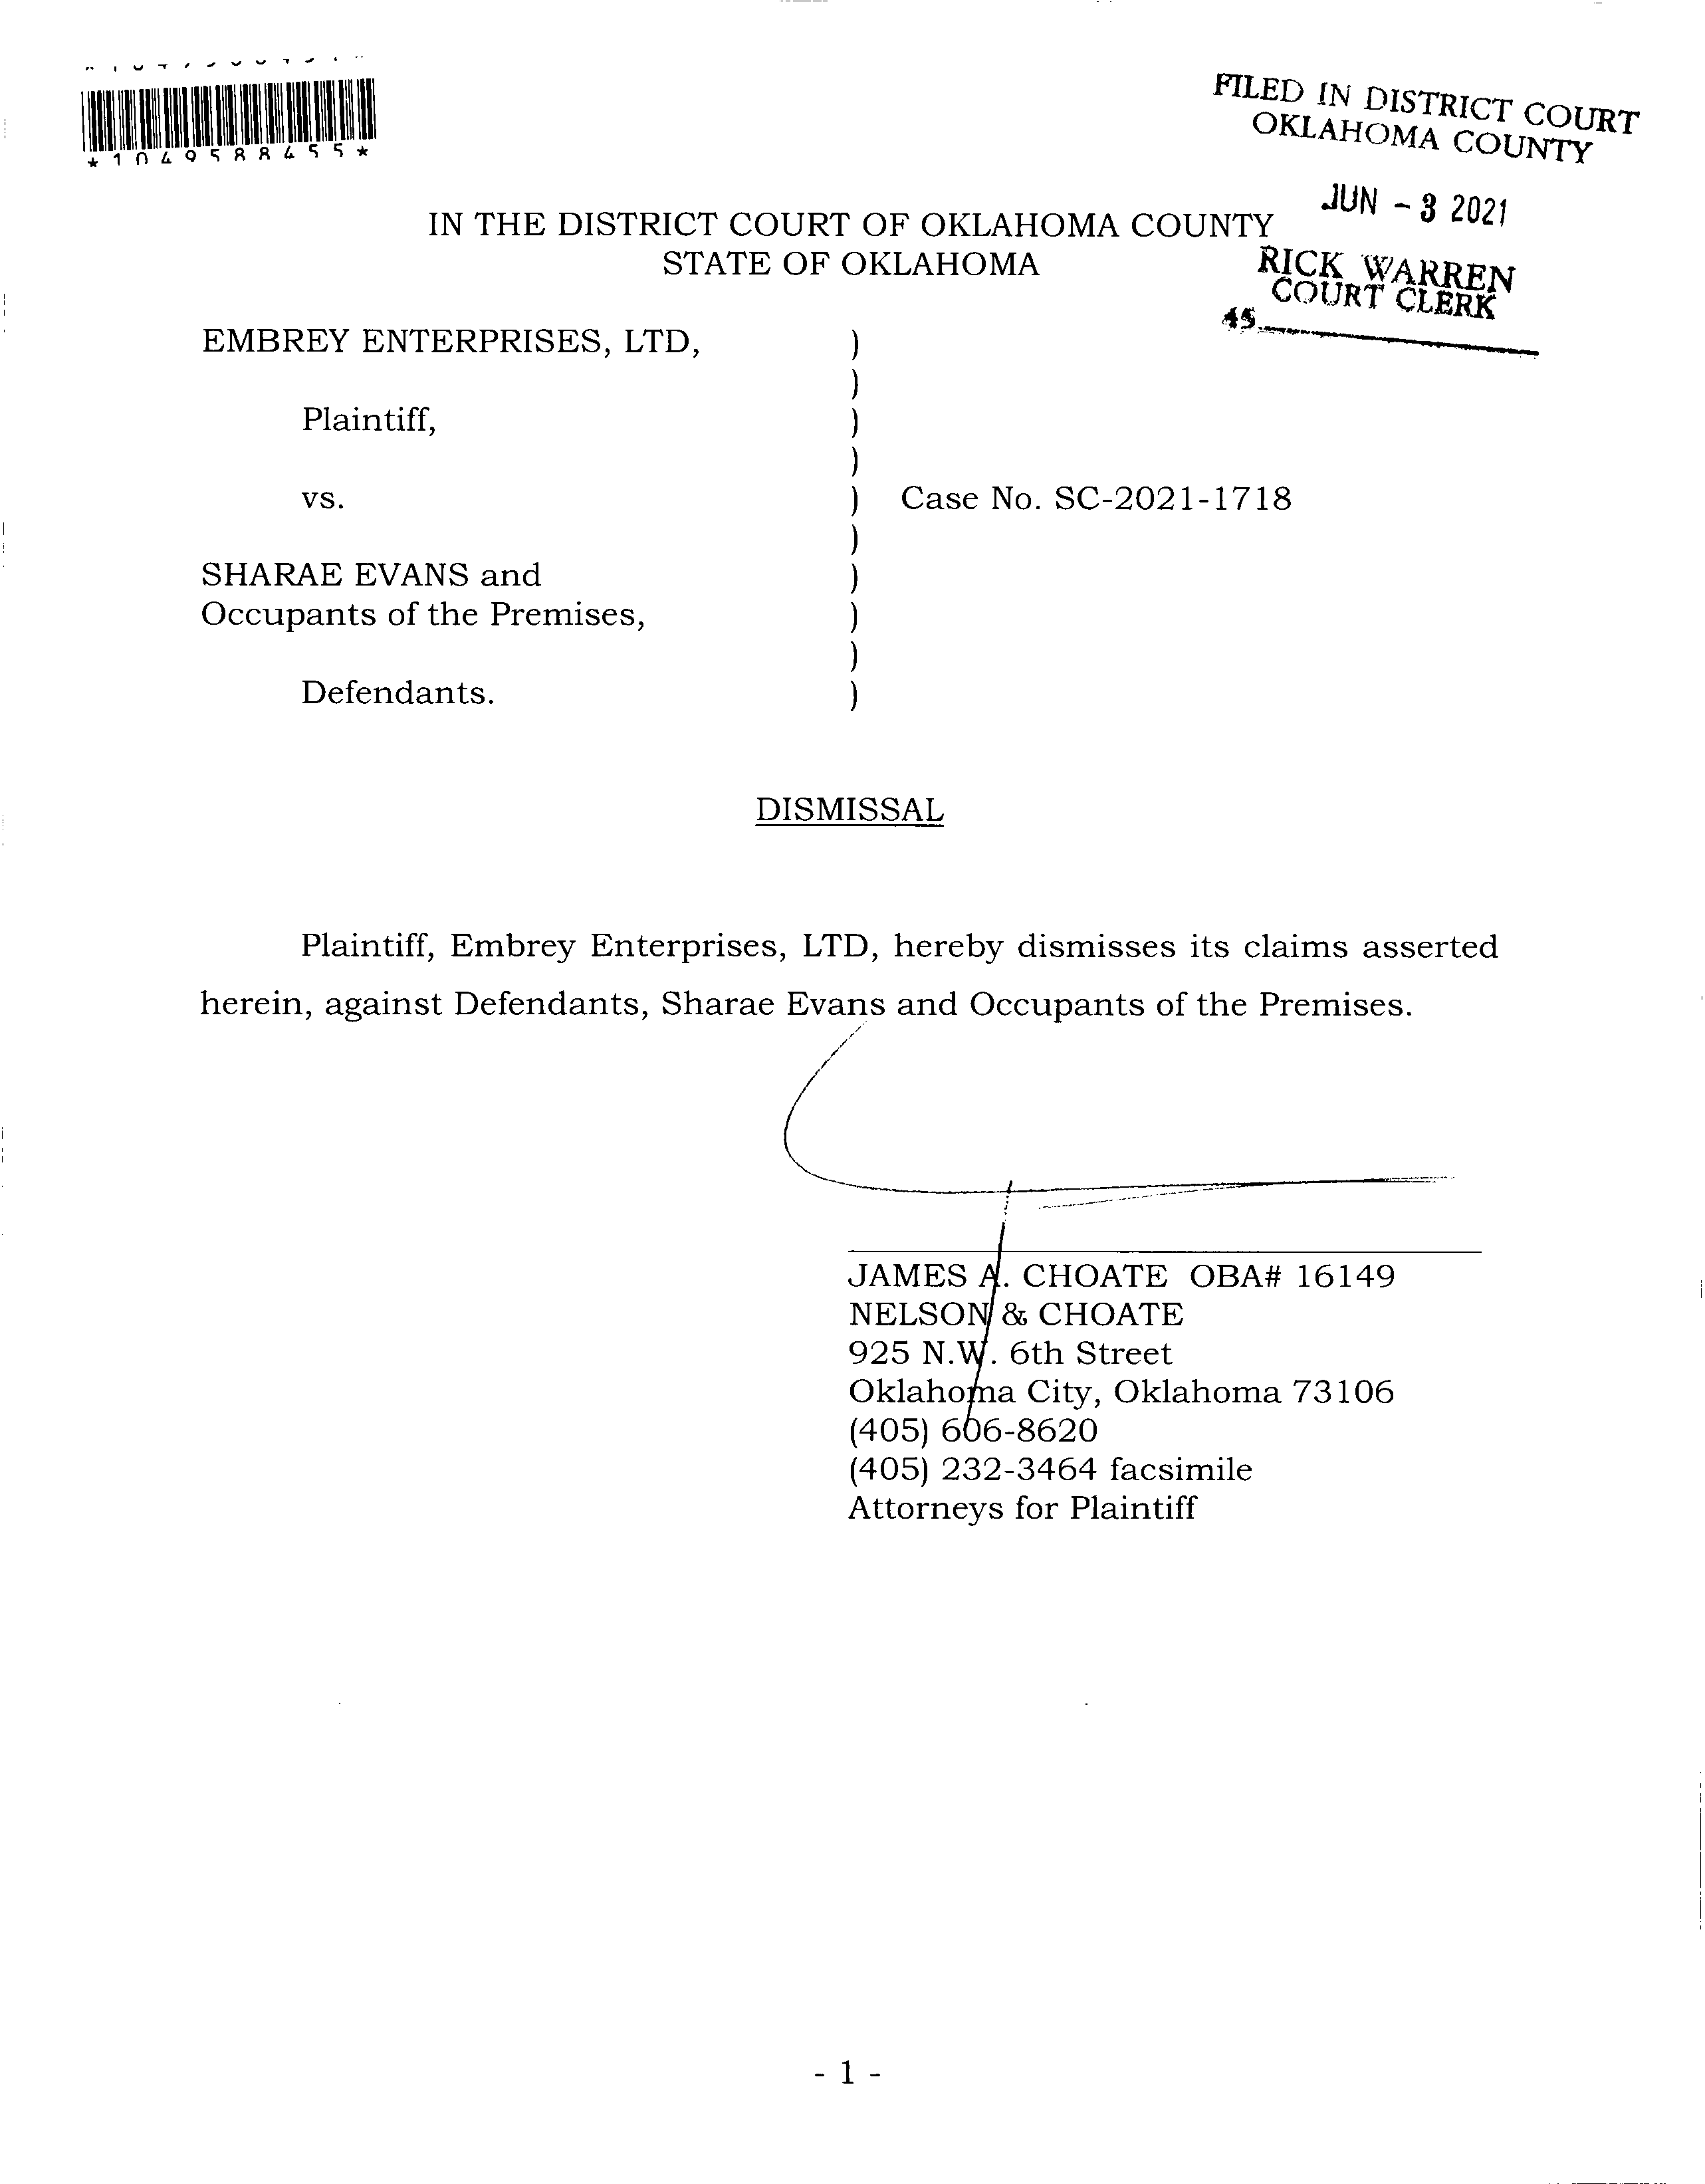 *1049588455*
FILED IN DISTRICT COURT
OKLAHOMA COUNTY
JUN - 3 2021
RICK WARREN
COURT CLERK
45
IN THE DISTRICT COURT OF OKLAHOMA COUNTY
STATE OF OKLAHOMA
EMBREY ENTERPRISES, LTD, )
)
Plaintiff, )
)
vs. ) Case No. SC-2021-1718
)
SHARAE EVANS and )
Occupants of the Premises, )
)
Defendants. )
DISMISSAL
Plaintiff, Embrey Enterprises, LTD, hereby dismisses its claims asserted
herein, against Defendants, Sharae Evans and Occupants of the Premises.
JAMES A. CHOATE OBA# 16149
NELSON & CHOATE
925 N.W. 6th Street
Oklahoma City, Oklahoma 73106
(405) 606-8620
(405) 232-3464 facsimile
Attorneys for Plaintiff
- 1 -